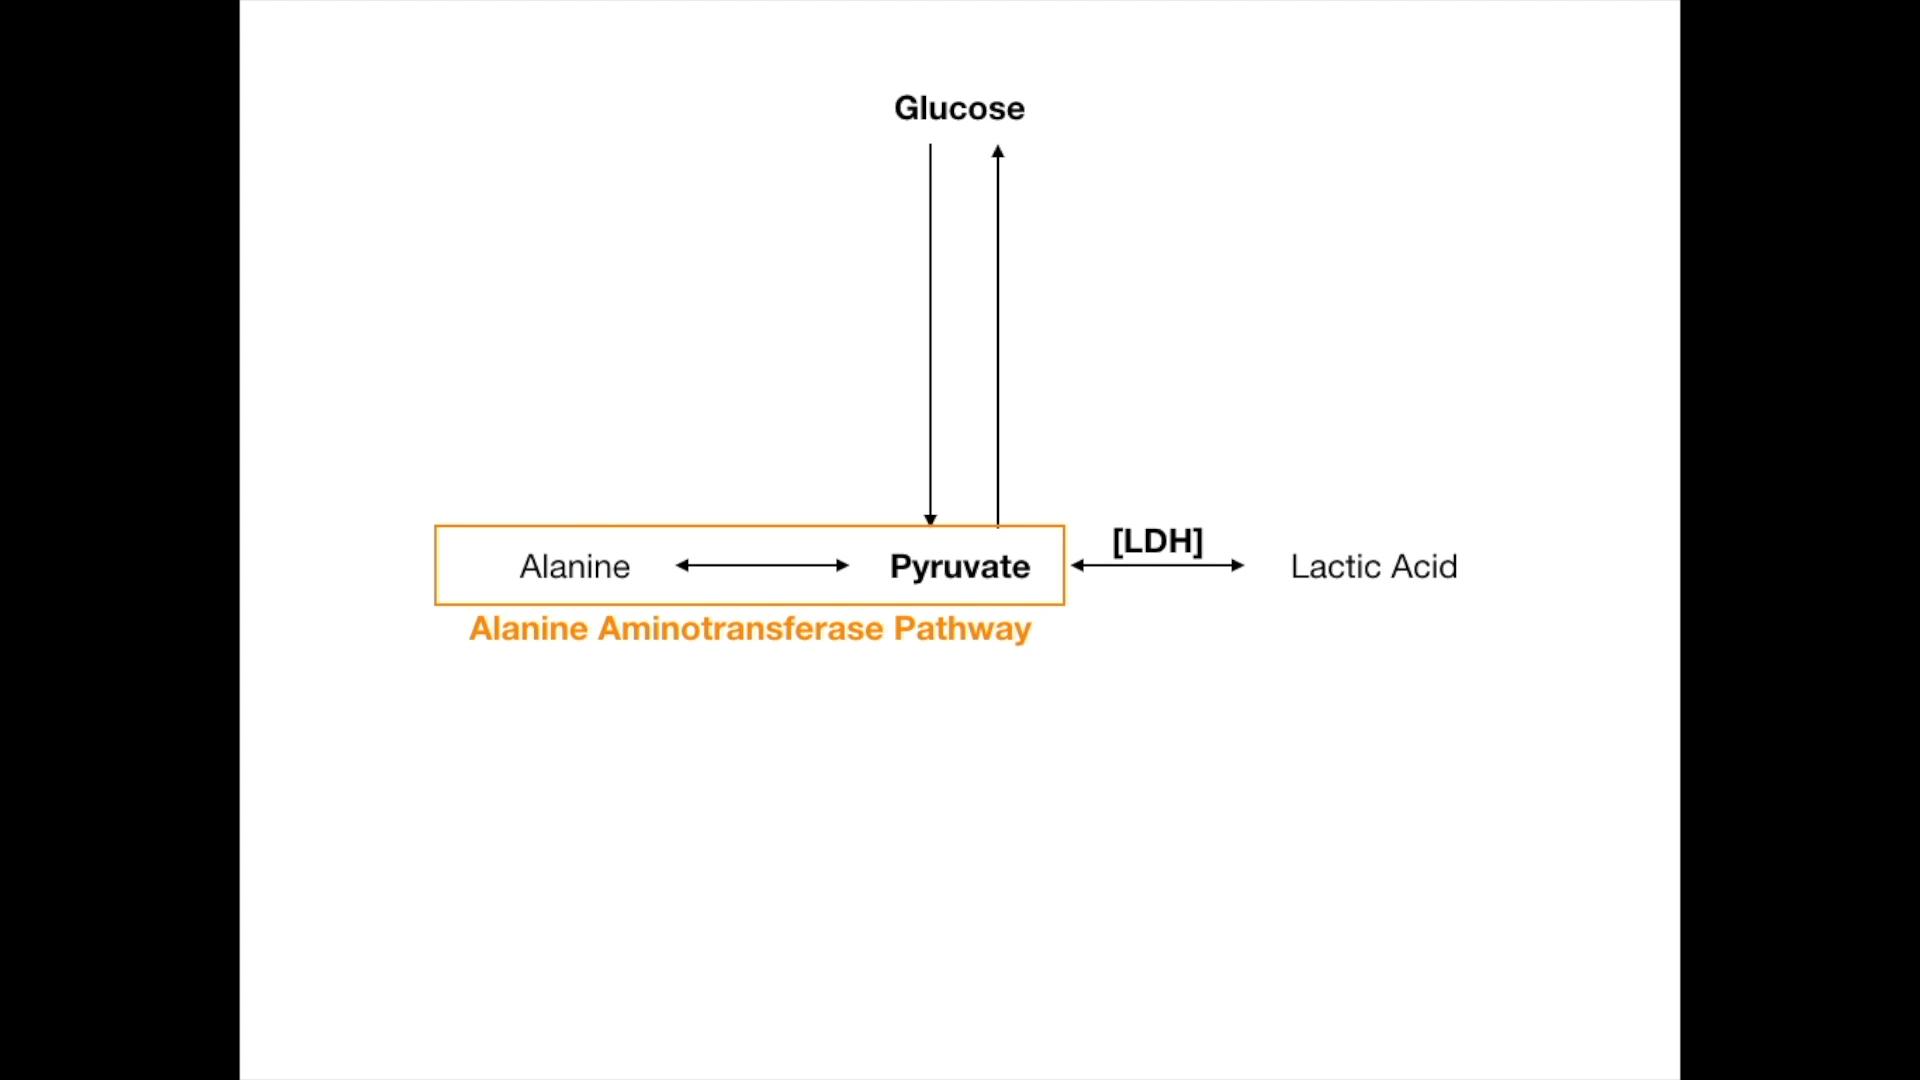 Glucose
[LDH]
Alanine
Pyruvate
Lactic Acid
Alanine Aminotransferase Pathway